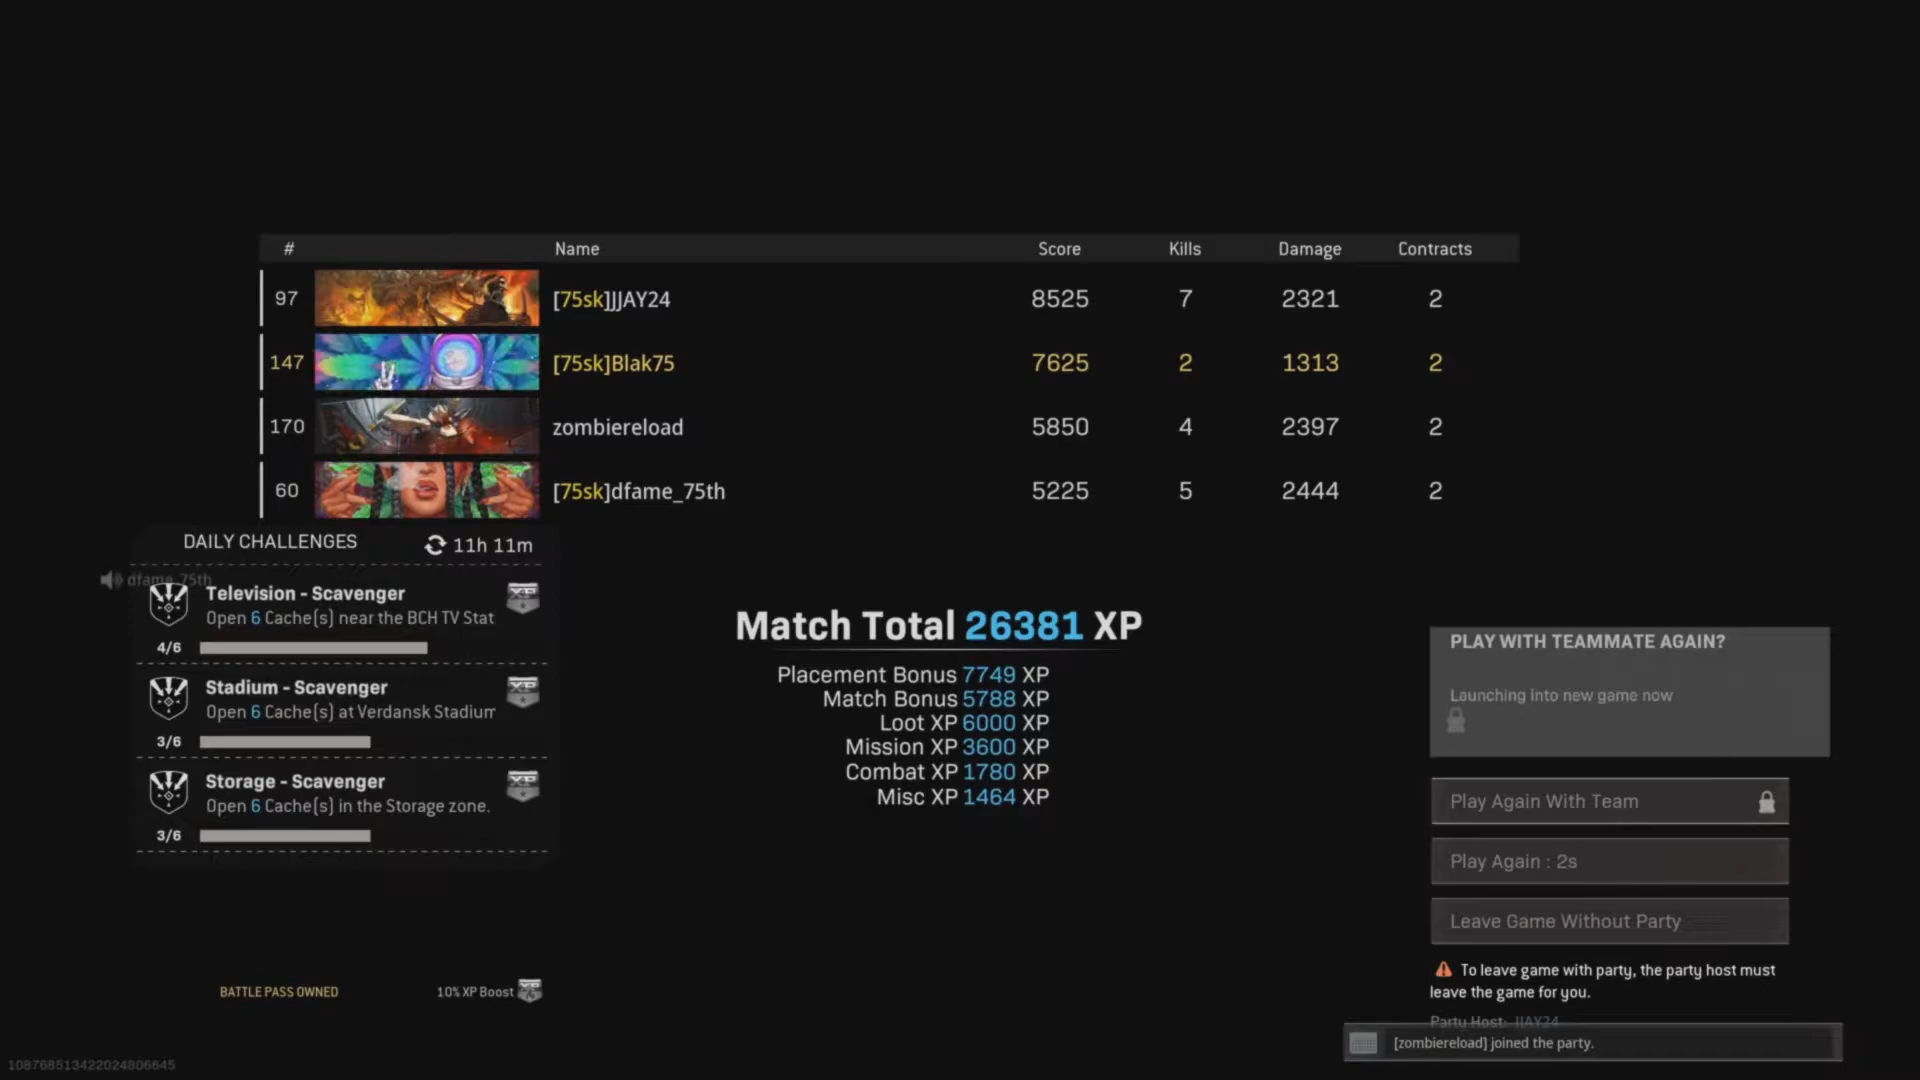 # Name Score Kills Damage Contracts
97 [75sk]JJJAY24 8525 7 2321 2
147 [75sk]Blak75 7625 2 1313 2
170 zombiereload 5850 4 2397 2
60 [75sk]dfame_75th 5225 5 2444 2
DAILY CHALLENGES 11h 11m
dfame_75th
Television - Scavenger
Open 6 Cache(s) near the BCH TV Stat
4/6
Stadium - Scavenger
Open 6 Cache(s) at Verdansk Stadium
3/6
Storage - Scavenger
Open 6 Cache(s) in the Storage zone.
3/6
BATTLE PASS OWNED
10% XP Boost
Match Total 26381 XP
Placement Bonus 7749 XP
Match Bonus 5788 XP
Loot XP 6000 XP
Mission XP 3600 XP
Combat XP 1780 XP
Misc XP 1464 XP
PLAY WITH TEAMMATE AGAIN?
Launching into new game now
Play Again With Team
Play Again : 2s
Leave Game Without Party
To leave game with party, the party host must
leave the game for you.
Party Host: JJJAY24
[zombiereload] joined the party.
108768513422024806645